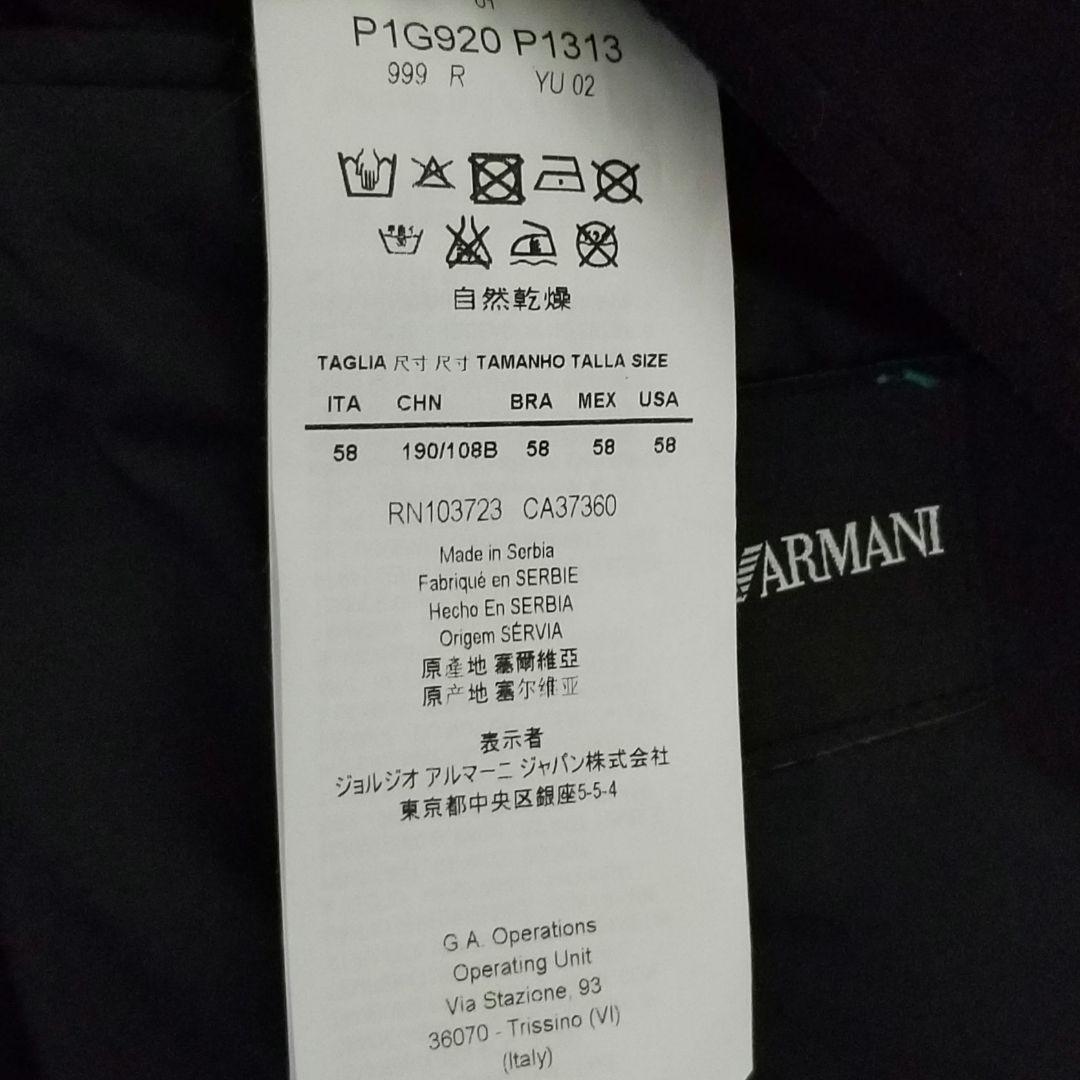 01
P1G920 P1313
999 R YU 02
自然乾燥
TAGLIA 尺寸 尺寸 TAMANHO TALLA SIZE
ITA CHN BRA MEX USA
58 190/108B 58 58 58
RN103723 CA37360
Made in Serbia
Fabriqué en SERBIE
Hecho En SERBIA
Origem SÉRVIA
原產地 塞爾維亞
原产地 塞尔维亚
表示者
ジョルジオ アルマーニ ジャパン株式会社
東京都中央区銀座5-5-4
G.A. Operations
Operating Unit
Via Stazione, 93
36070 - Trissino (VI)
(Italy)
ARMANI